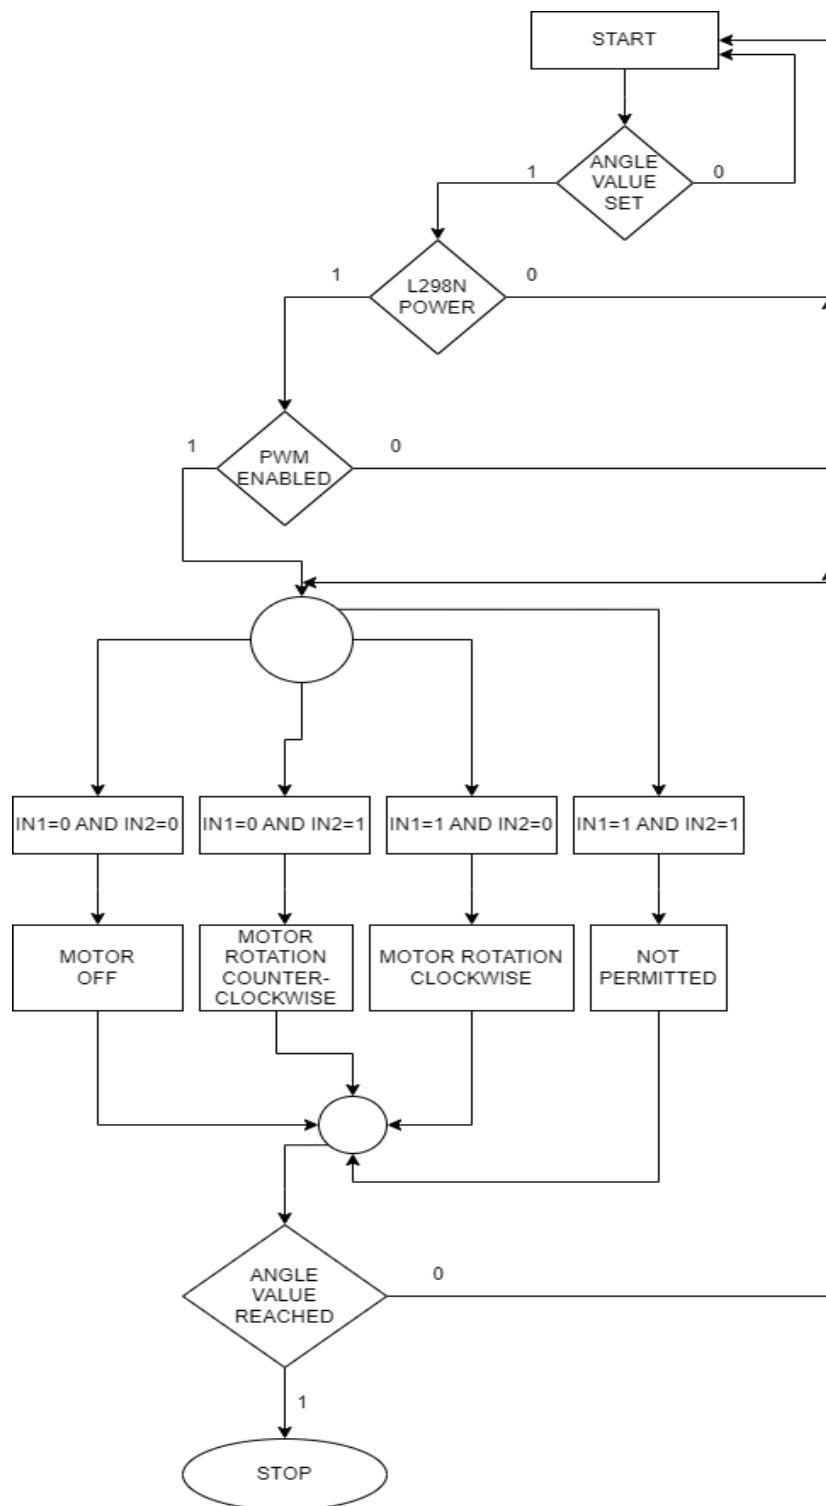 START
ANGLE
VALUE
SET
1
0
L298N
POWER
1
0
PWM
ENABLED
1
0
IN1=0 AND IN2=0
IN1=0 AND IN2=1
IN1=1 AND IN2=0
IN1=1 AND IN2=1
MOTOR
OFF
MOTOR
ROTATION
COUNTER-
CLOCKWISE
MOTOR ROTATION
CLOCKWISE
NOT
PERMITTED
ANGLE
VALUE
REACHED
0
1
STOP